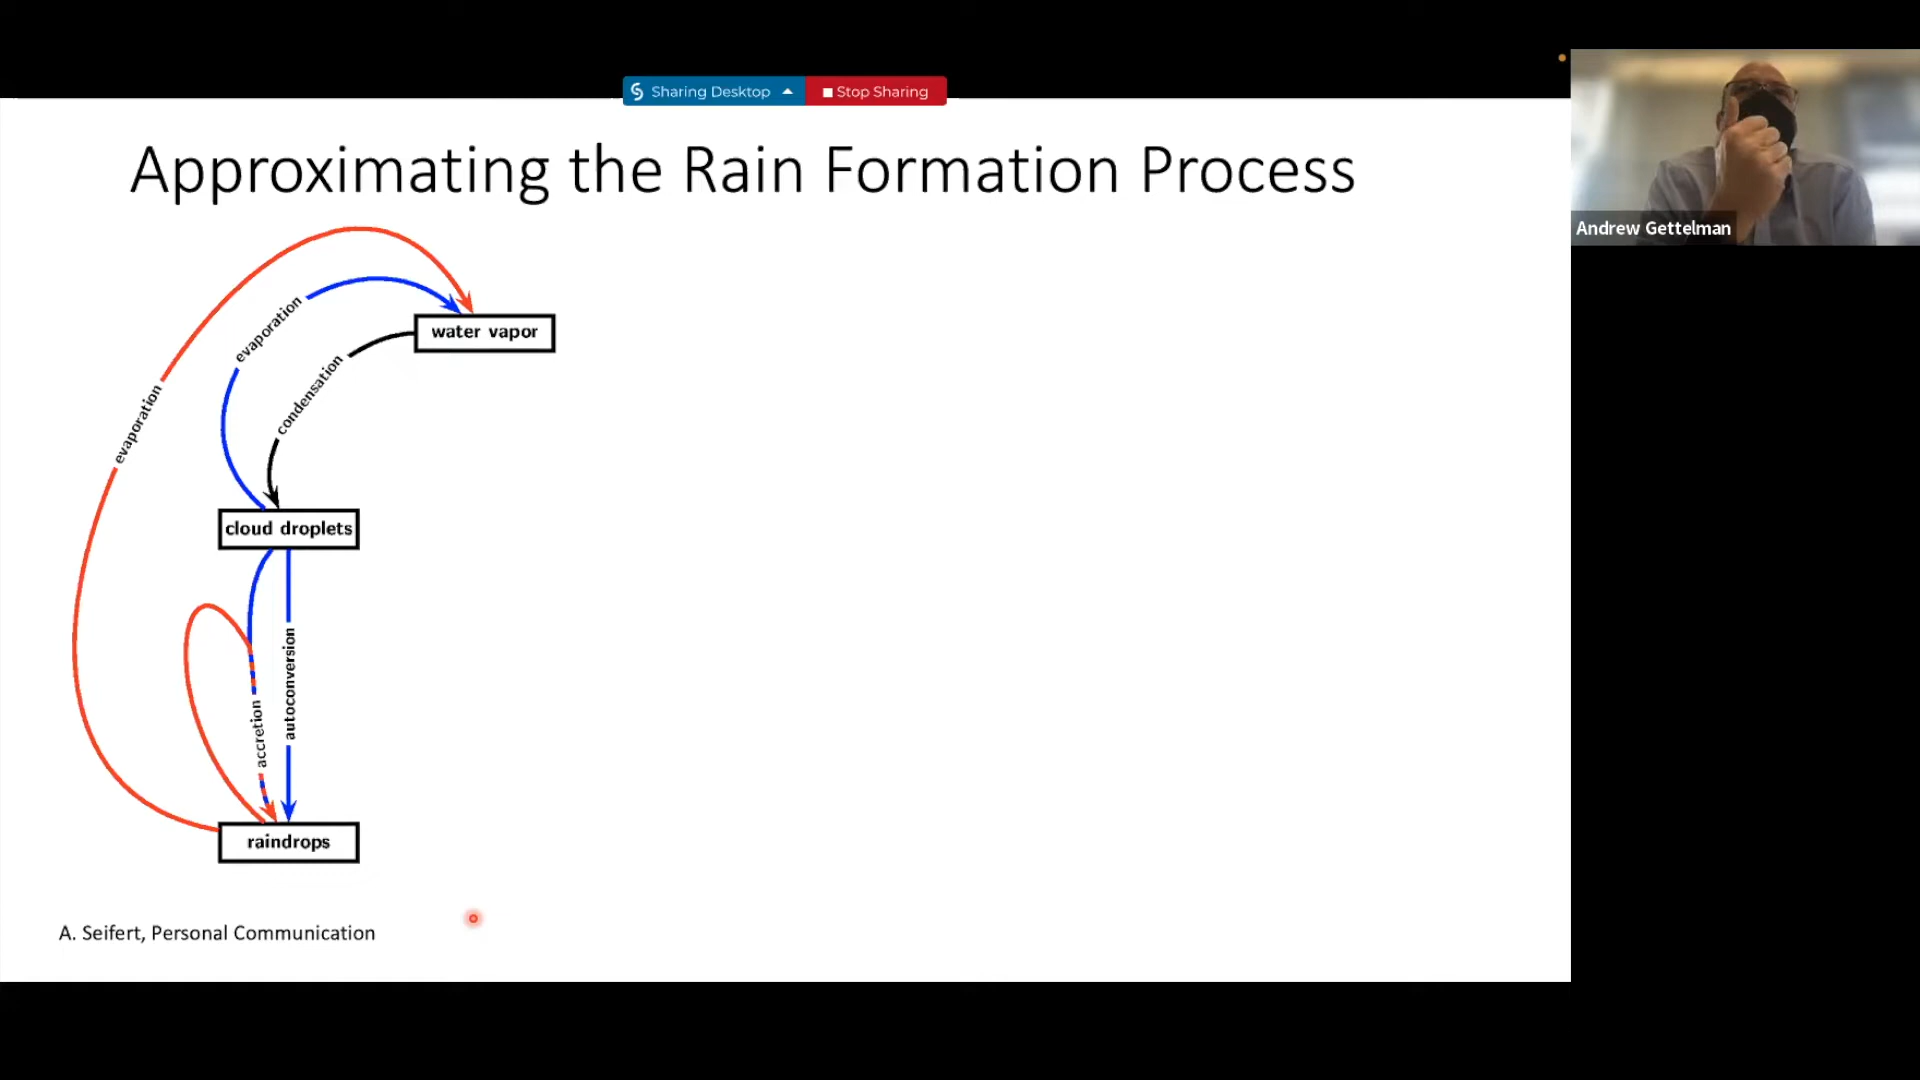 Sharing Desktop
Stop Sharing
Approximating the Rain Formation Process
Andrew Gettelman
evaporation
water vapor
condensation
evaporation
cloud droplets
autoconversion
accretion
raindrops
A. Seifert, Personal Communication